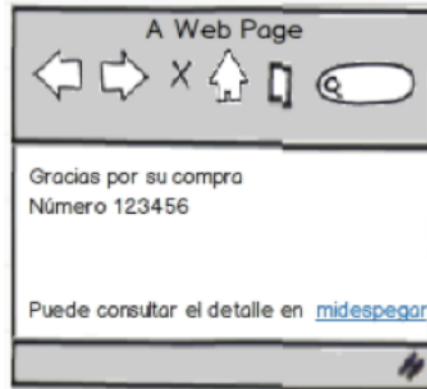 A Web Page
Gracias por su compra
Número 123456
Puede consultar el detalle en midespegar